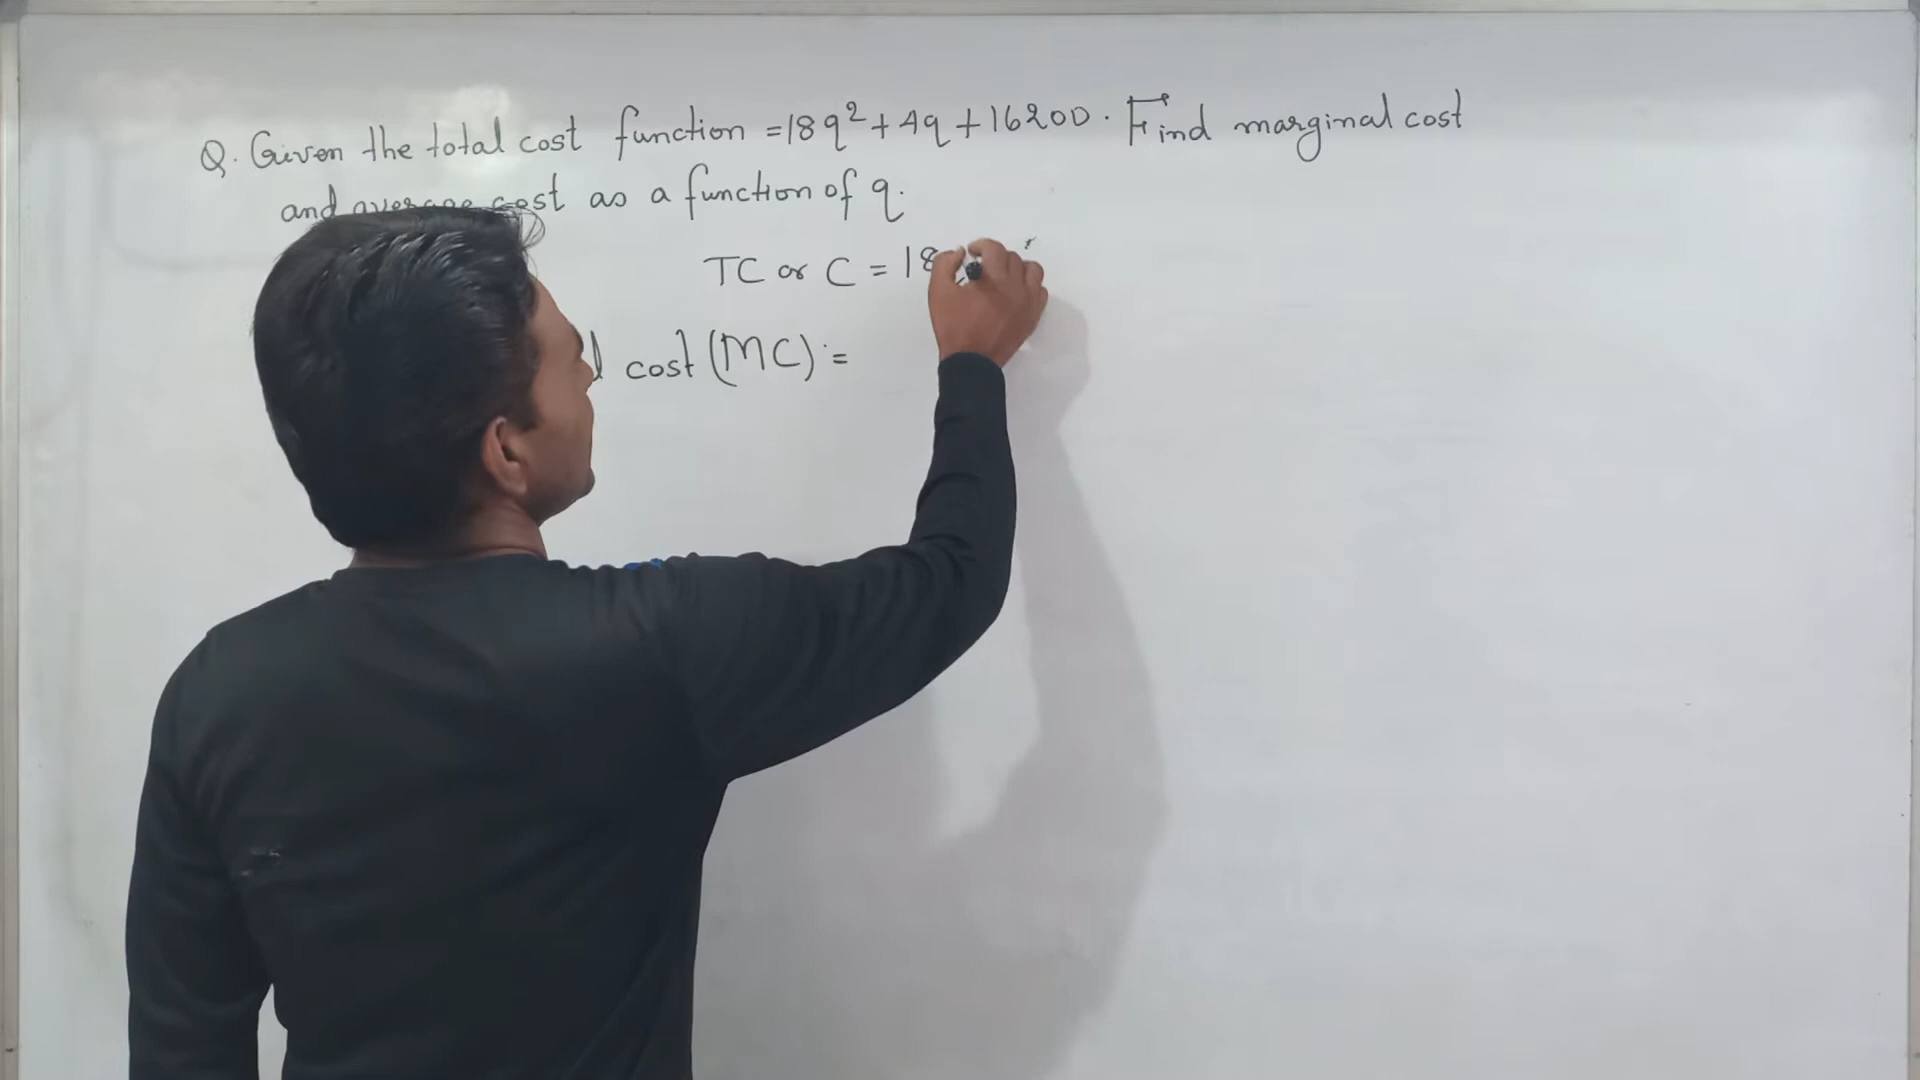 Q. Given the total cost function =18q²+4q+16200. Find marginal cost
and average cost as a function of q.
TC or C = 18
cost (MC) =